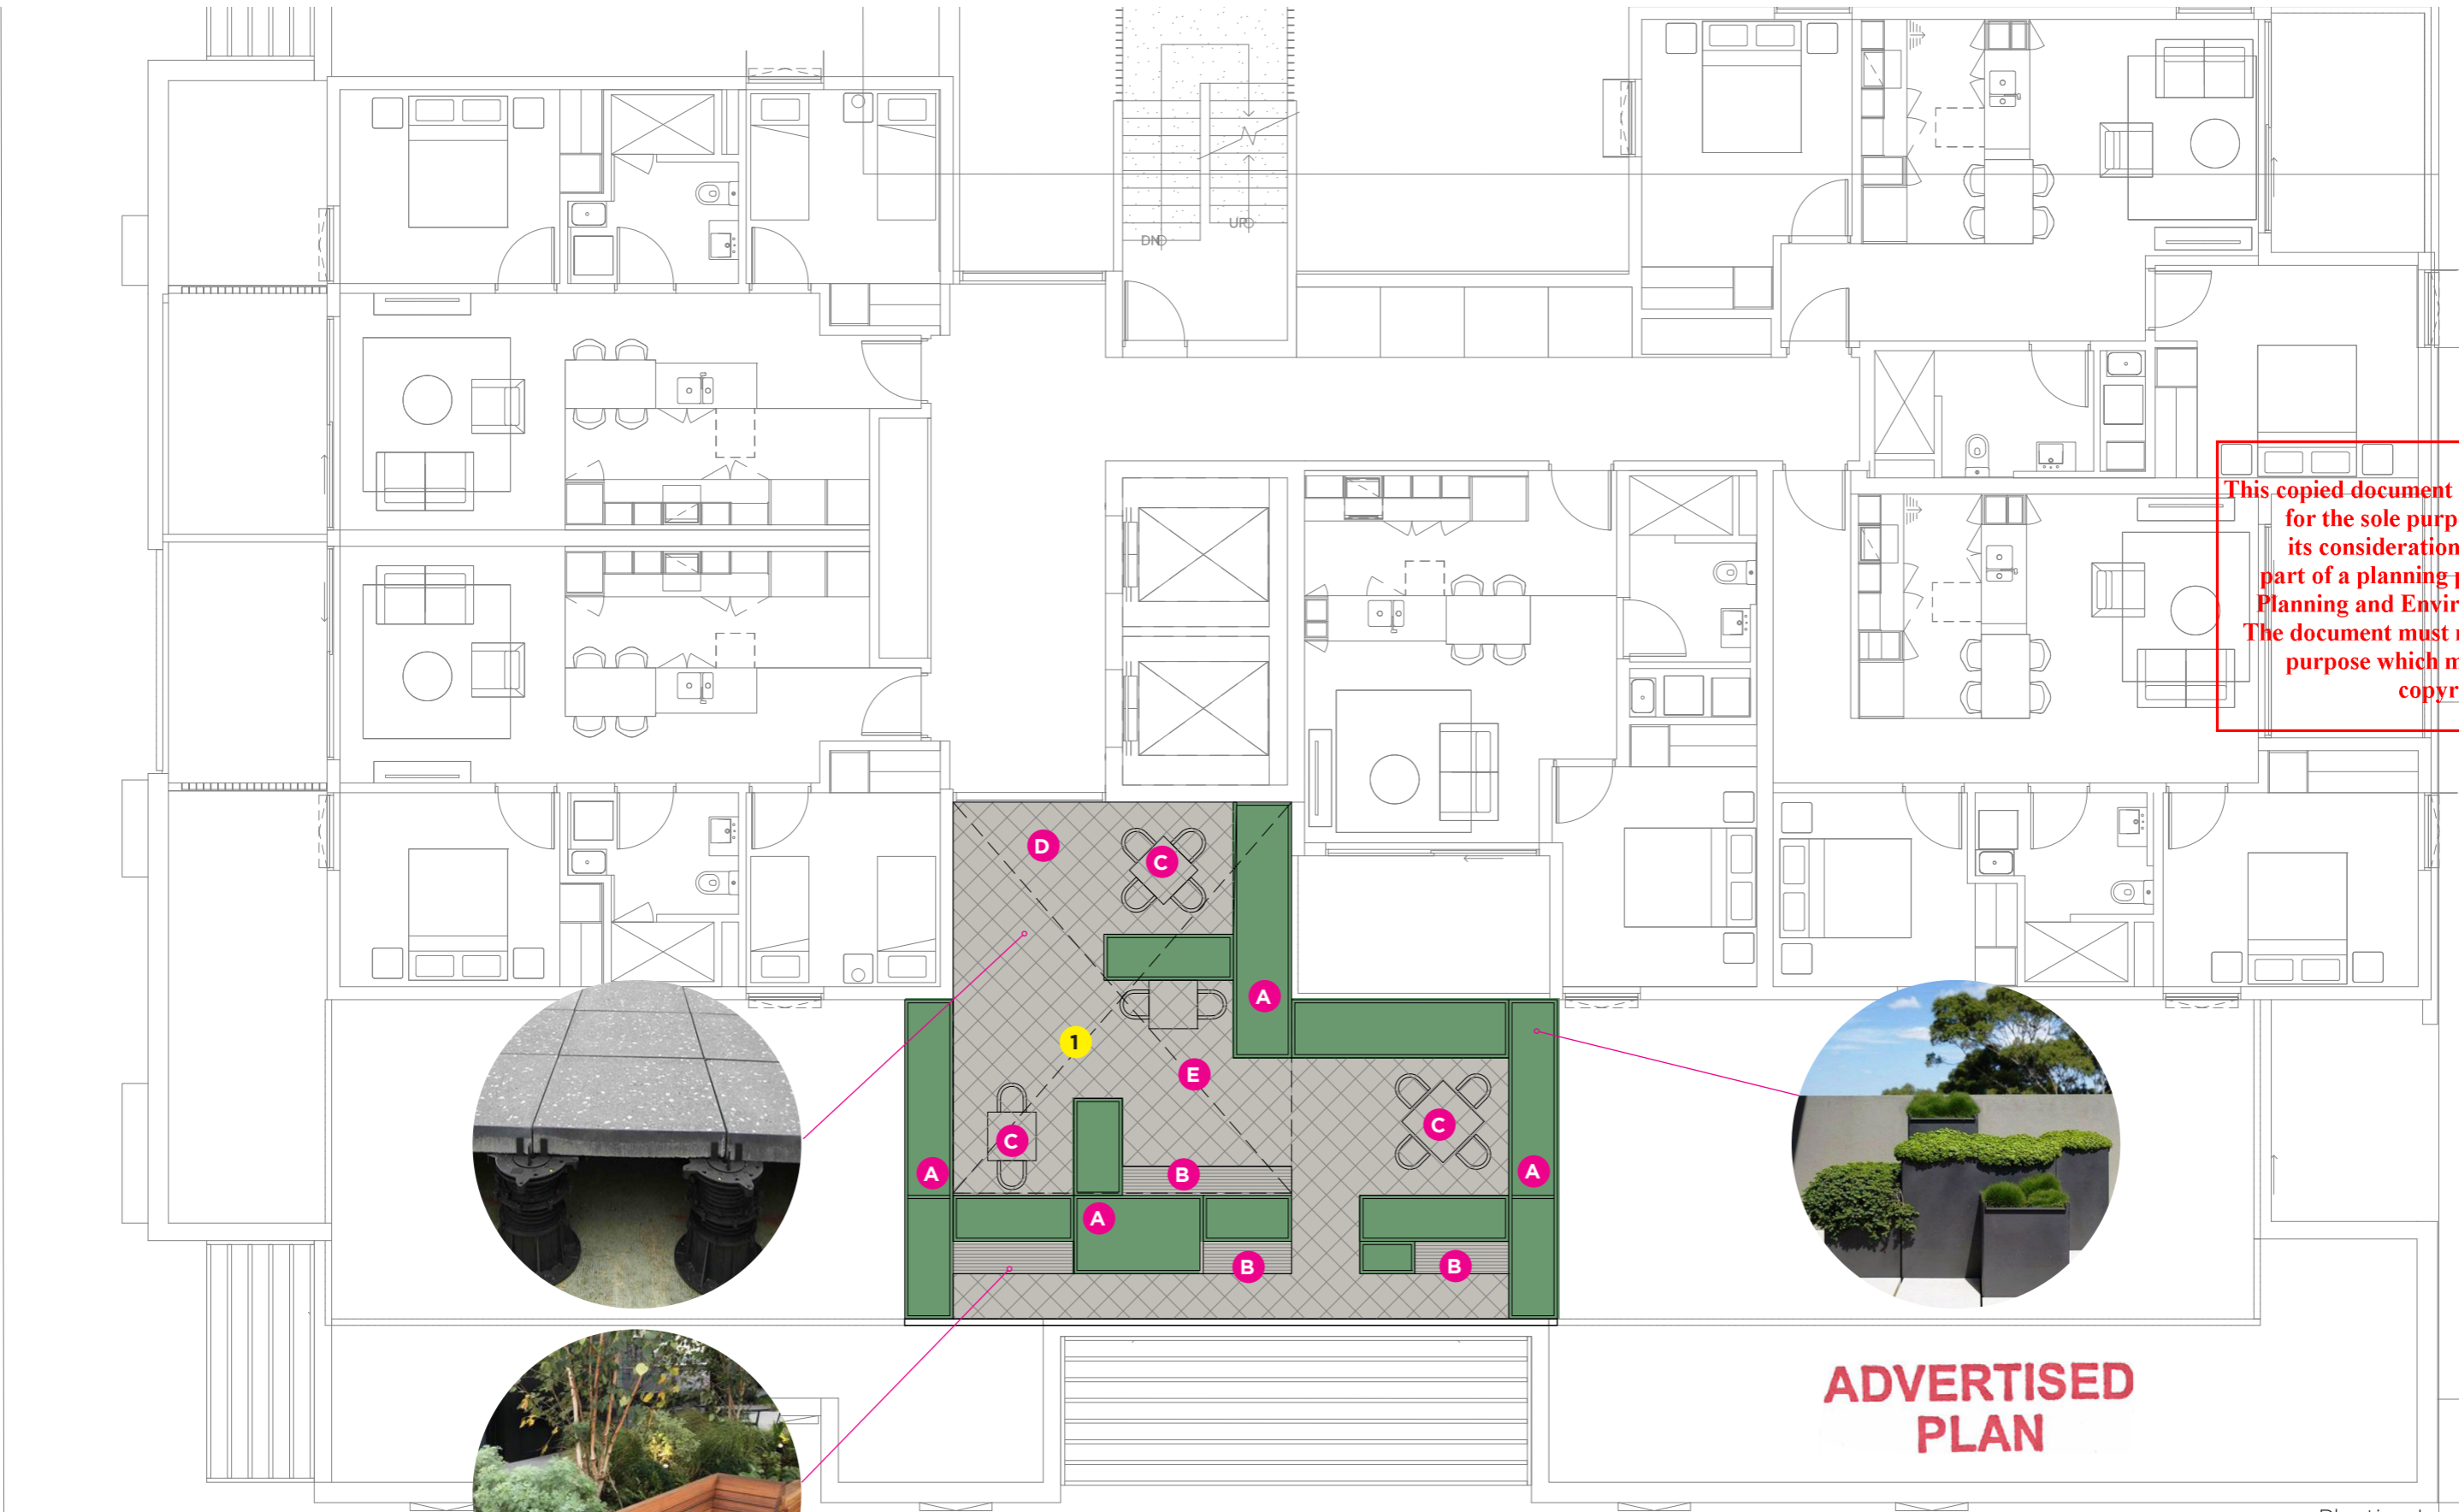 DN
UP
This copied document
for the sole purp
its consideration
part of a planning p
Planning and Envir
The document must
purpose which m
copyr
D
C
A
1
E
C
C
A
B
A
A
B
B
ADVERTISED
PLAN